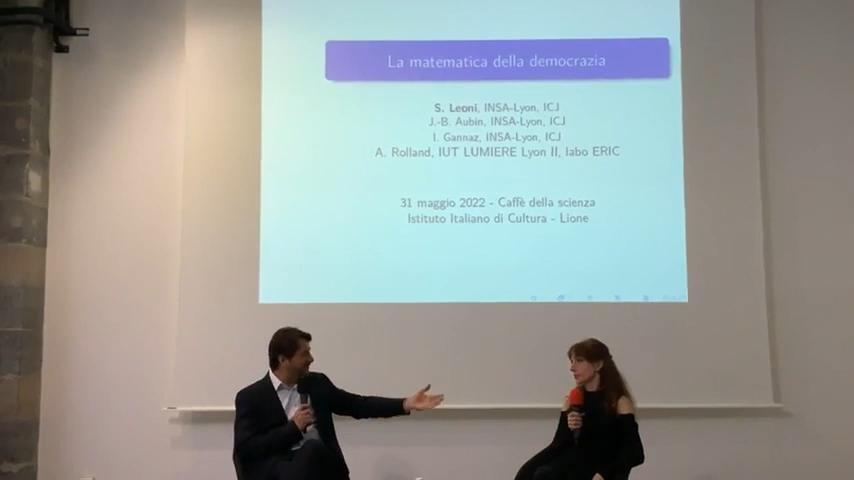 La matematica della democrazia
S. Leoni, INSA-Lyon, ICJ
J.-B. Aubin, INSA-Lyon, ICJ
I. Gannaz, INSA-Lyon, ICJ
A. Rolland, IUT LUMIERE Lyon II, labo ERIC
31 maggio 2022 - Caffè della scienza
Istituto Italiano di Cultura - Lione